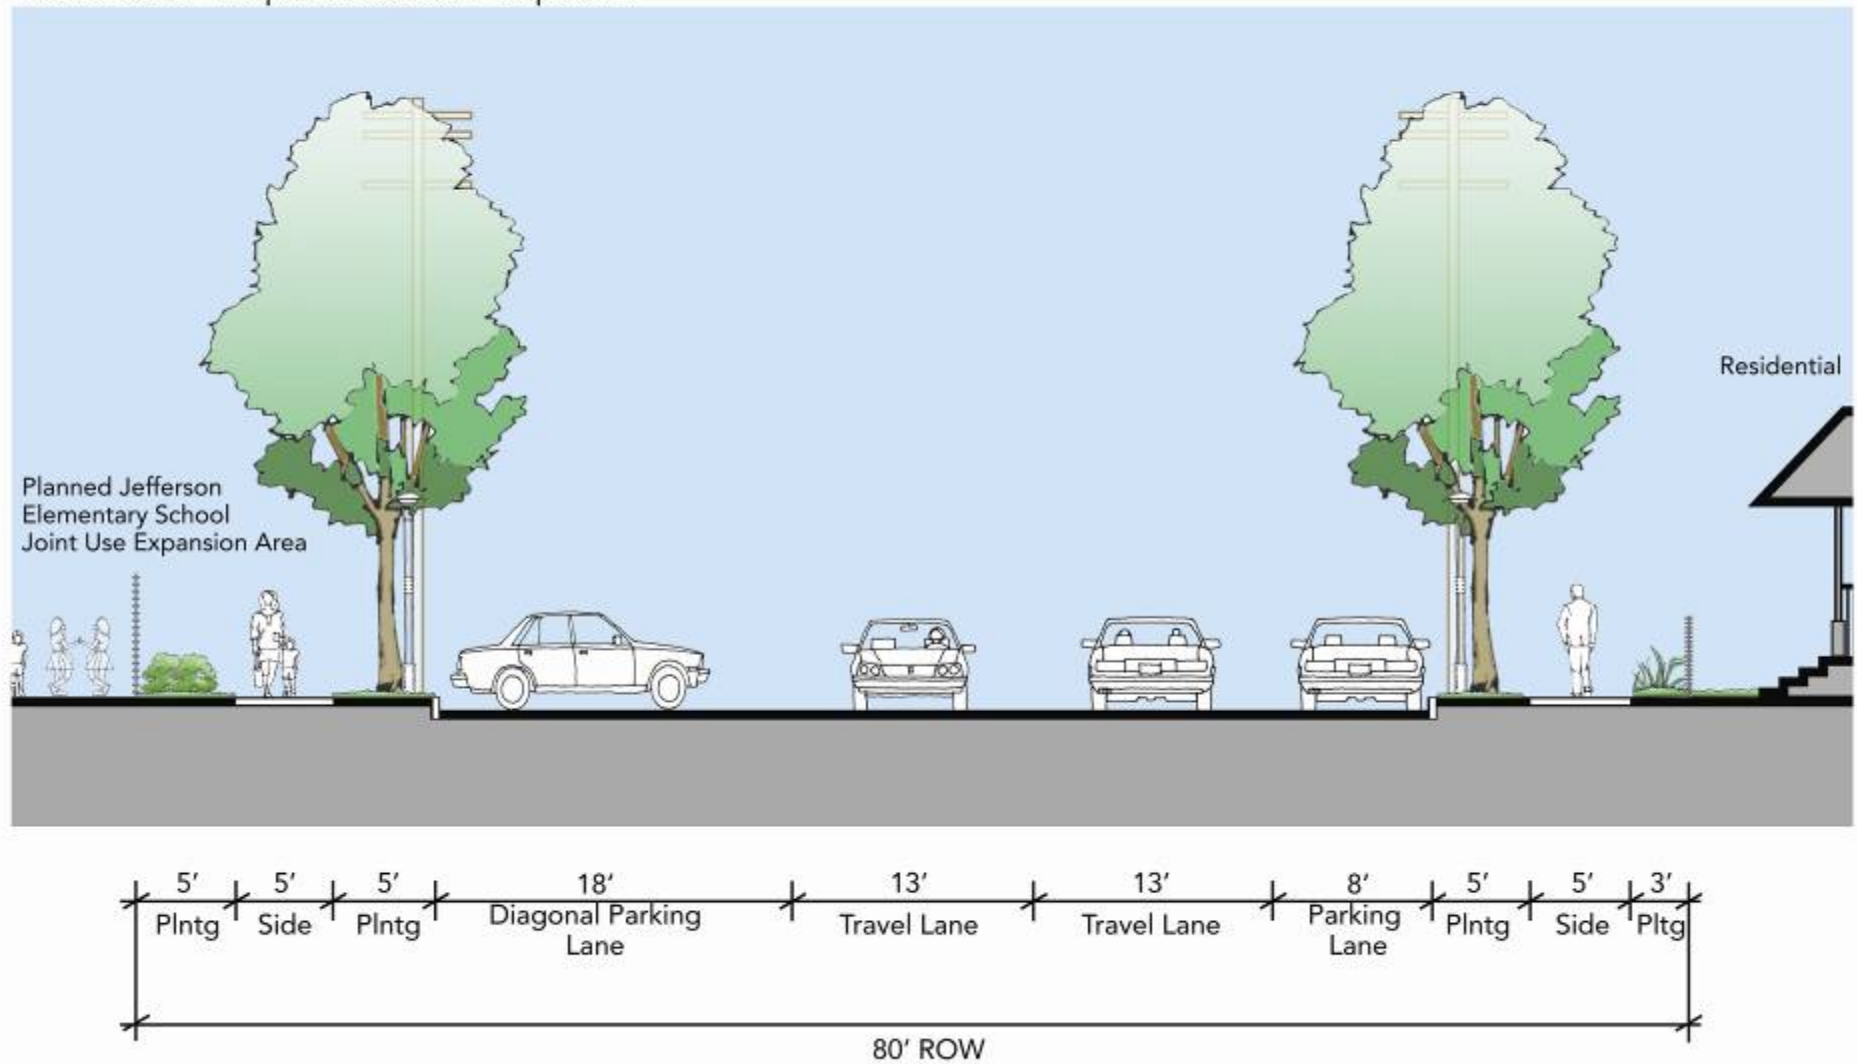 Residential
Planned Jefferson
Elementary School
Joint Use Expansion Area
5' 5' 5' 18' 13' 13' 8' 5' 5' 3'
Plntg Side Plntg Diagonal Parking Lane Travel Lane Travel Lane Parking Lane Plntg Side Pltg
80' ROW